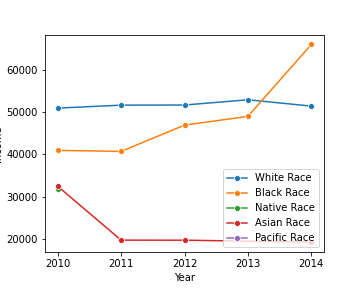 60000
50000
40000
30000
20000
2010
2011
2012
2013
2014
Year
White Race
Black Race
Native Race
Asian Race
Pacific Race